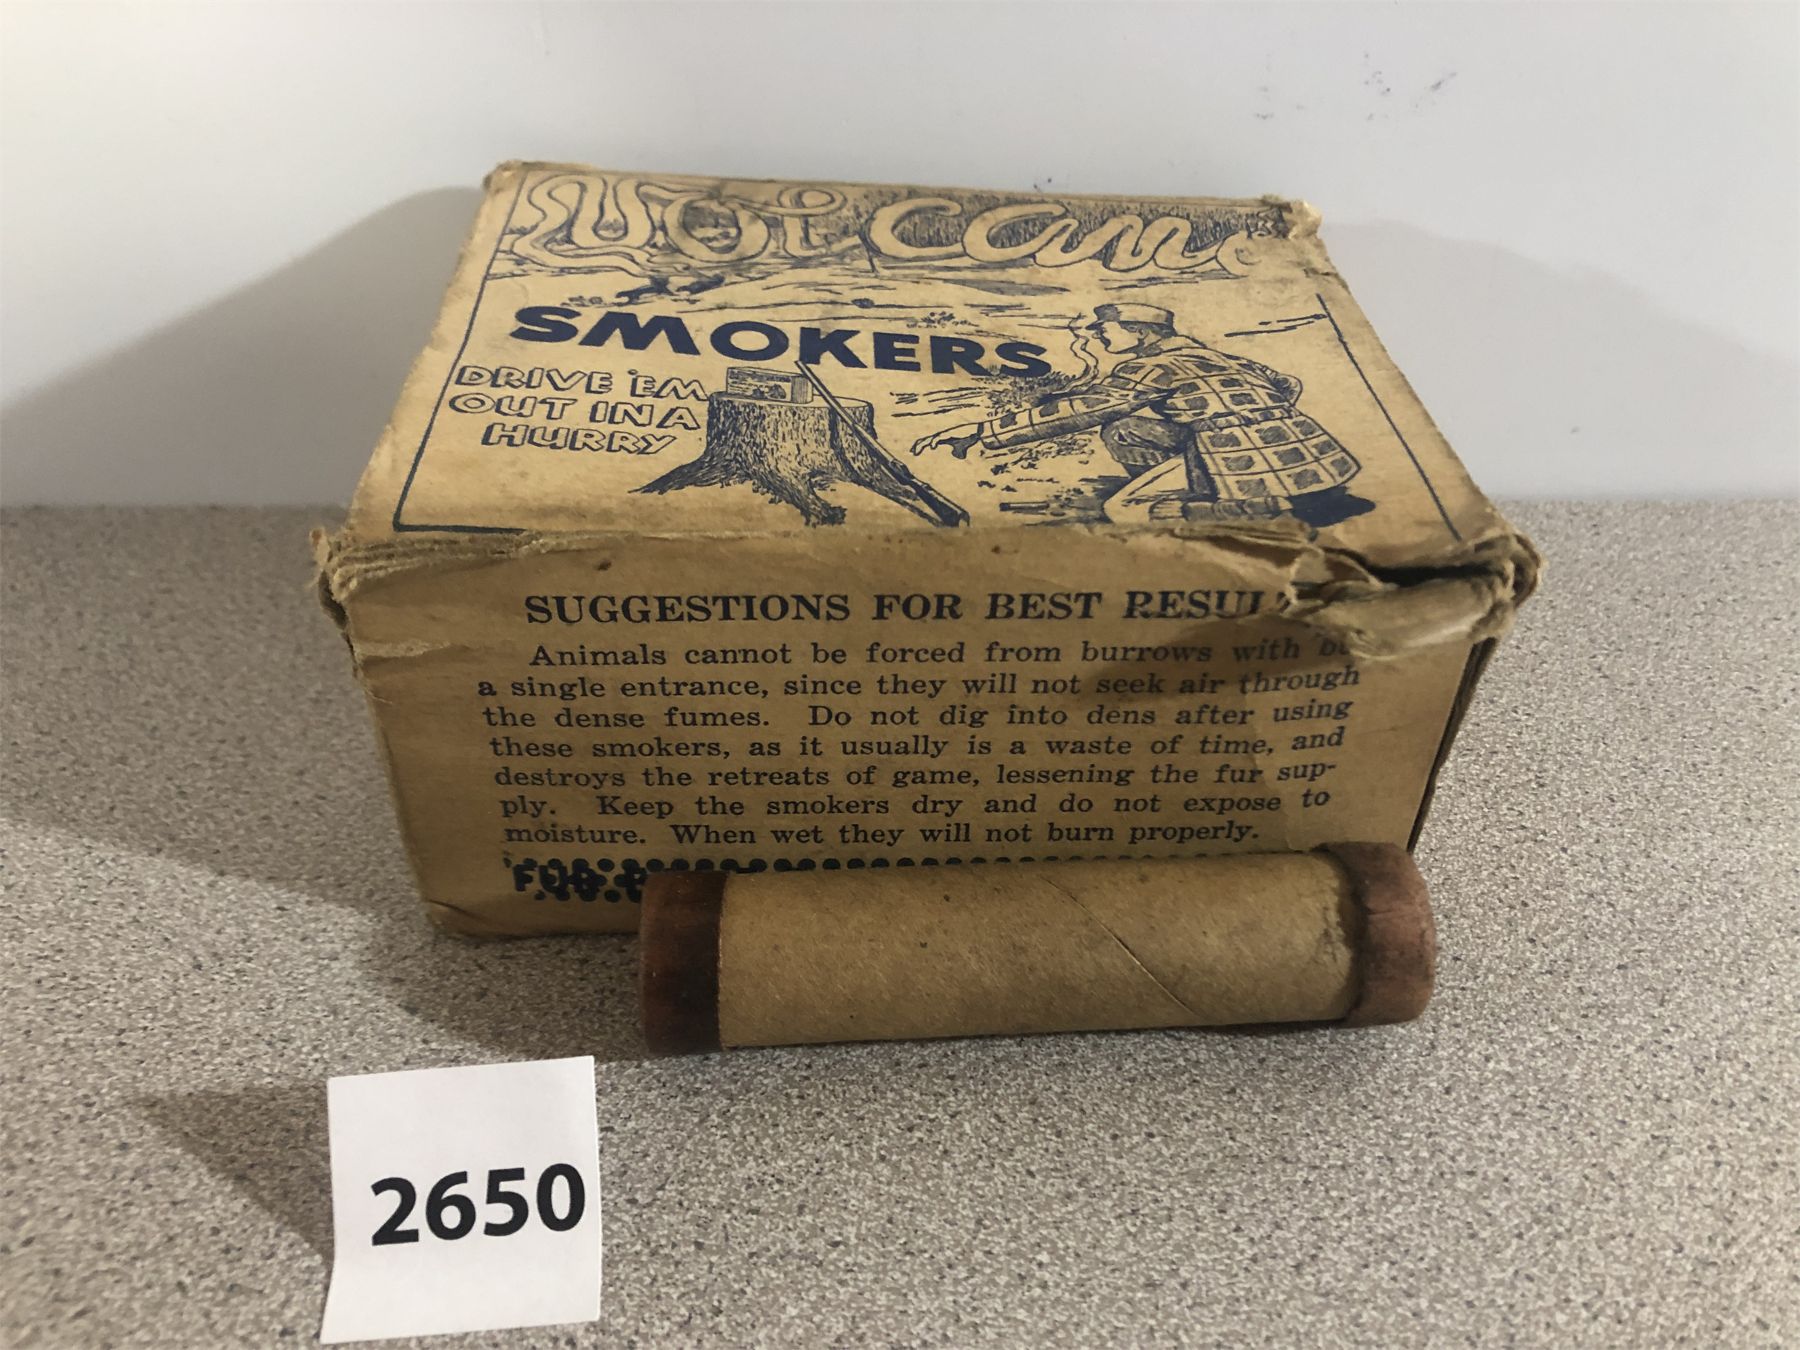 SMOKERS
DRIVE 'EM
OUT IN A
HURRY
SUGGESTIONS FOR BEST
Animals cannot be forced from burrows with
a single entrance, since they will not seek air through
the dense fumes. Do not dig into dens after using
these smokers, as it usually is a waste of time, and
destroys the retreats of game, lessening the fur sup-
ply. Keep the smokers dry and do not expose to
moisture. When wet they will not burn properly.
2650